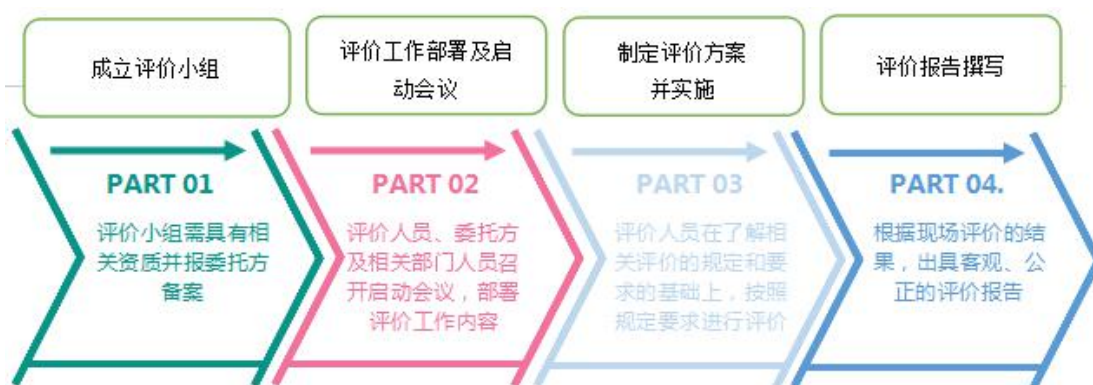 成立评价小组
评价工作部署及启
动会议
制定评价方案
并实施
评价报告撰写
PART 01
评价小组需具有相
关资质并报委托方
备案
PART 02
评价人员、委托方
及相关部门人员召
开启动会议，部署
评价工作内容
PART 03
评价人员在了解相
关评价的规定和要
求的基础上，按照
规定要求进行评价
PART 04.
根据现场评价的结
果，出具客观、公
正的评价报告